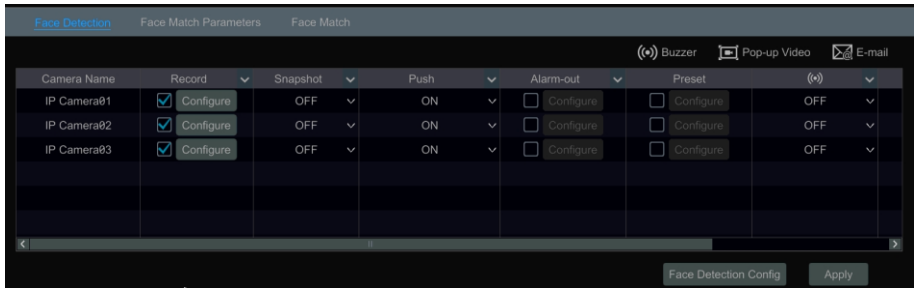 Face Detection Face Match Parameters Face Match
Buzzer Pop-up Video E-mail
Camera Name Record Snapshot Push Alarm-out Preset
IP Camera01 Configure OFF ON Configure Configure OFF
IP Camera02 Configure OFF ON Configure Configure OFF
IP Camera03 Configure OFF ON Configure Configure OFF
Face Detection Config Apply